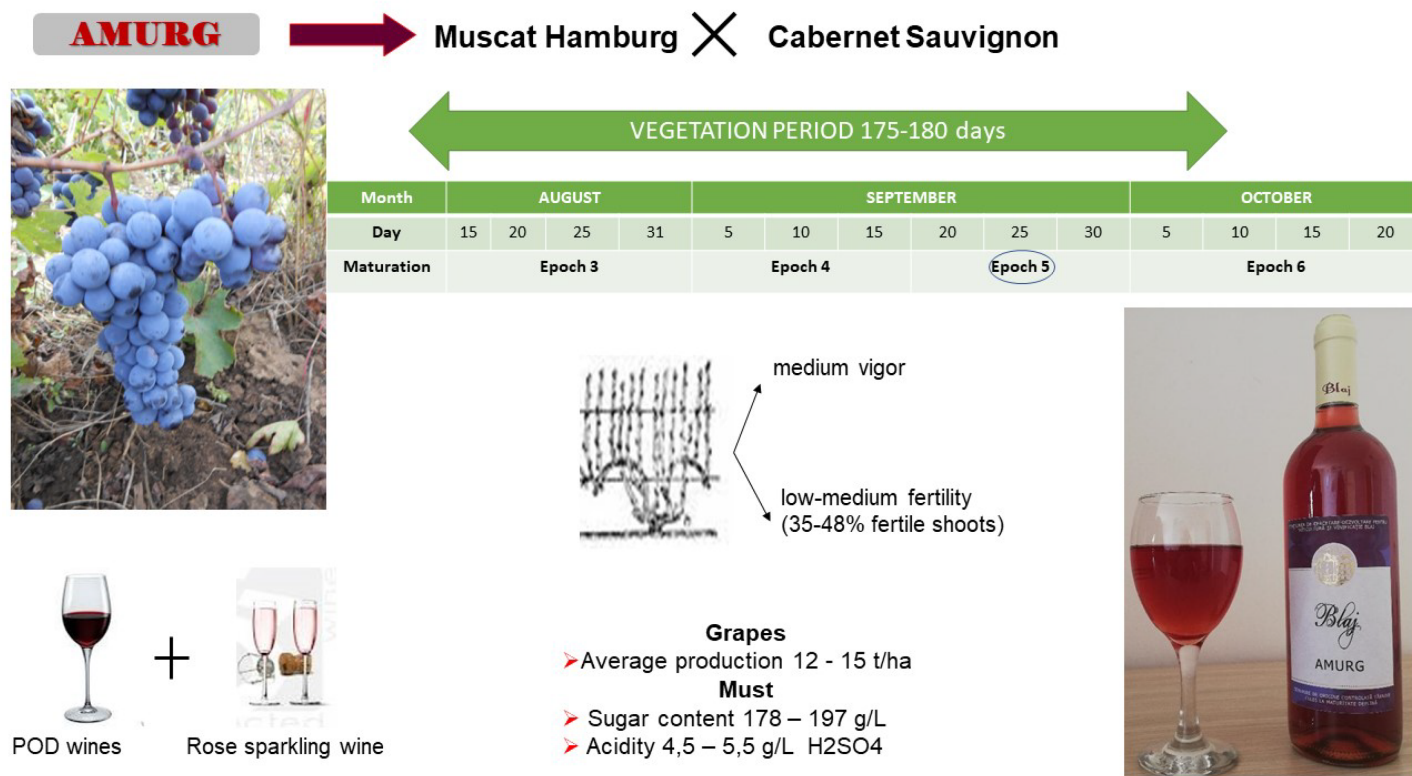 AMURG
Muscat Hamburg X Cabernet Sauvignon
VEGETATION PERIOD 175-180 days
Month AUGUST SEPTEMBER OCTOBER
Day 15 20 25 31 5 10 15 20 25 30 5 10 15 20
Maturation Epoch 3 Epoch 4 Epoch 5 Epoch 6
medium vigor
low-medium fertility
(35-48% fertile shoots)
Grapes
➢Average production 12 - 15 t/ha
Must
➢ Sugar content 178 – 197 g/L
➢ Acidity 4,5 – 5,5 g/L H2SO4
+
POD wines
Rose sparkling wine
wine
cted
Blaj
Blaj
AMURG